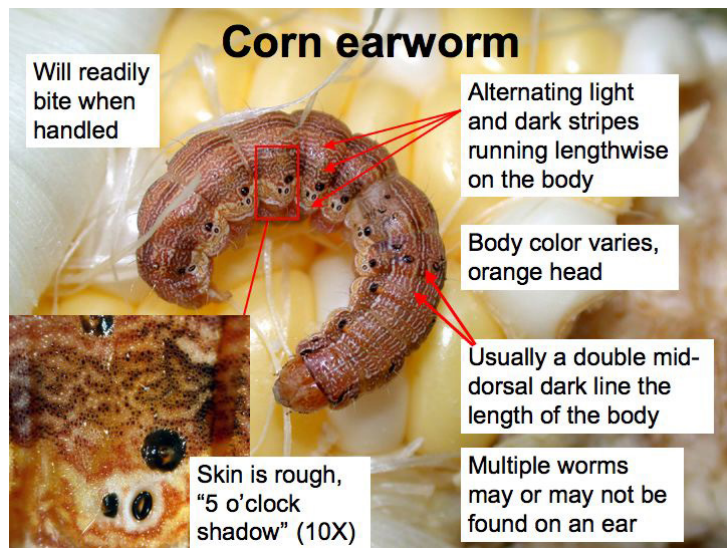 Corn earworm
Will readily
bite when
handled
Alternating light
and dark stripes
running lengthwise
on the body
Body color varies,
orange head
Usually a double mid-
dorsal dark line the
length of the body
Skin is rough,
“5 o’clock
shadow” (10X)
Multiple worms
may or may not be
found on an ear